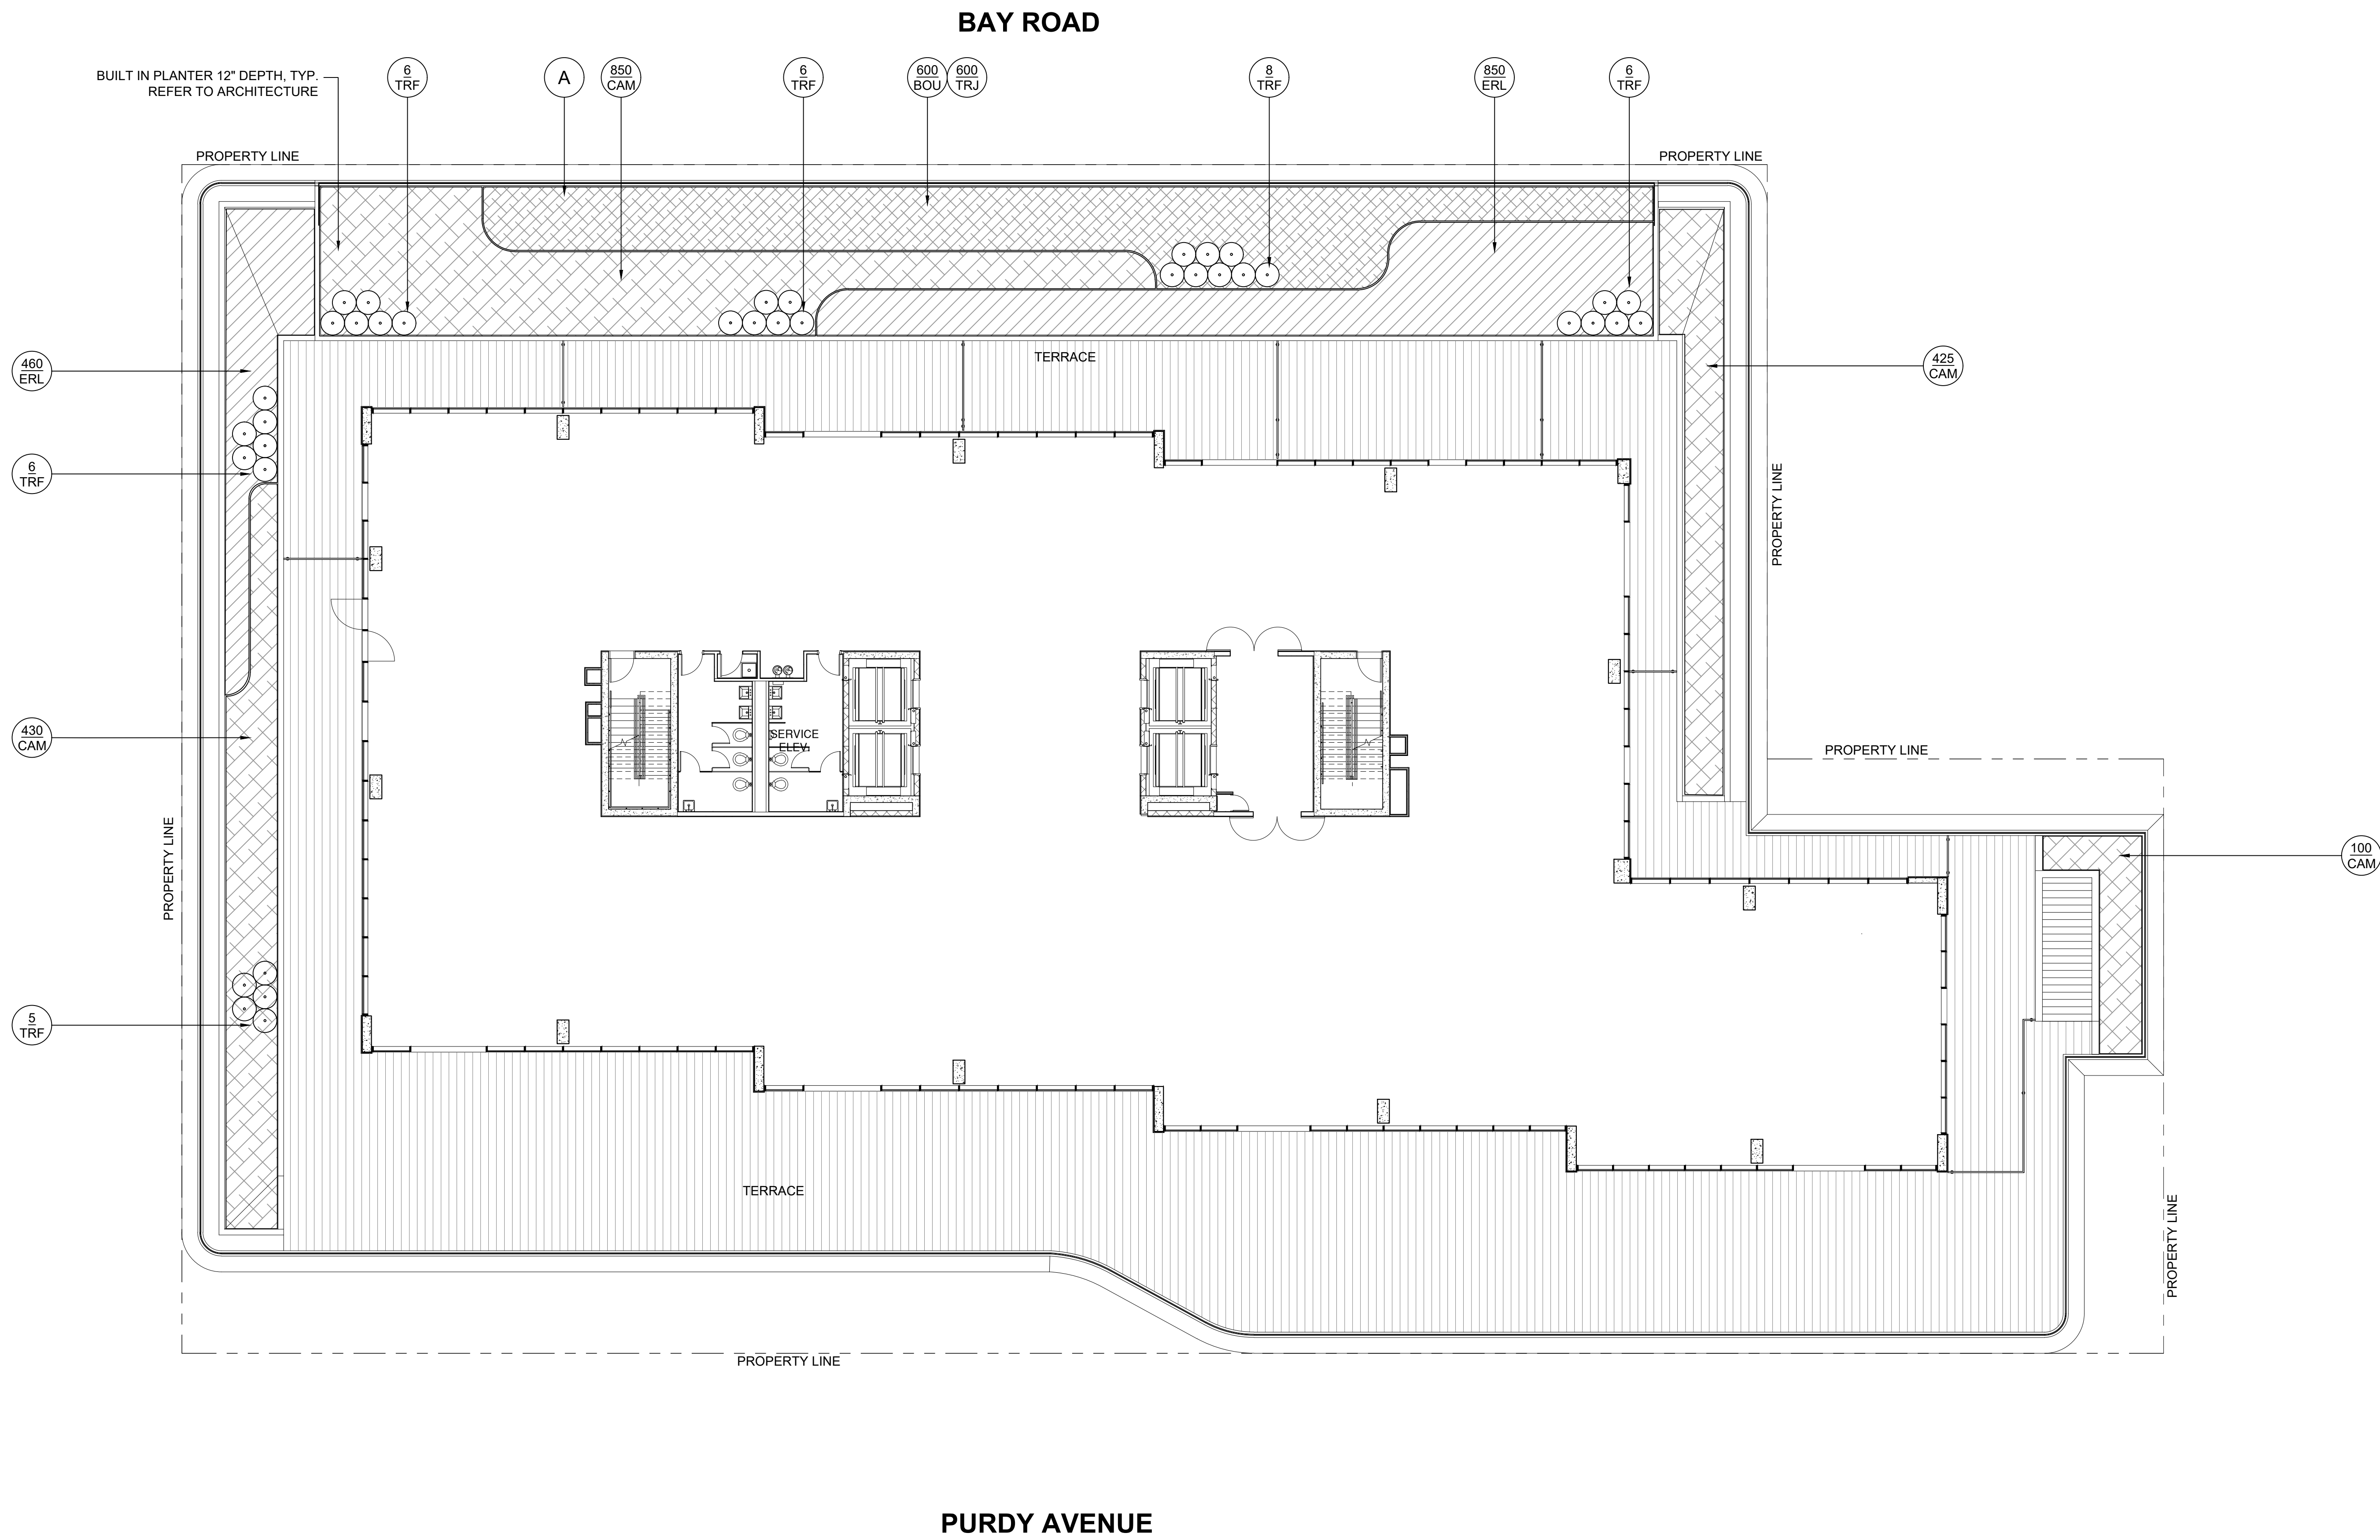 BAY ROAD
BUILT IN PLANTER 12" DEPTH, TYP.
REFER TO ARCHITECTURE
6
TRF
A
850
CAM
6
TRF
600
BOU
600
TRJ
8
TRF
850
ERL
6
TRF
PROPERTY LINE
PROPERTY LINE
TERRACE
460
ERL
425
CAM
6
TRF
PROPERTY LINE
430
CAM
SERVICE
ELEV.
PROPERTY LINE
PROPERTY LINE
100
CAM
5
TRF
TERRACE
PROPERTY LINE
PROPERTY LINE
PURDY AVENUE